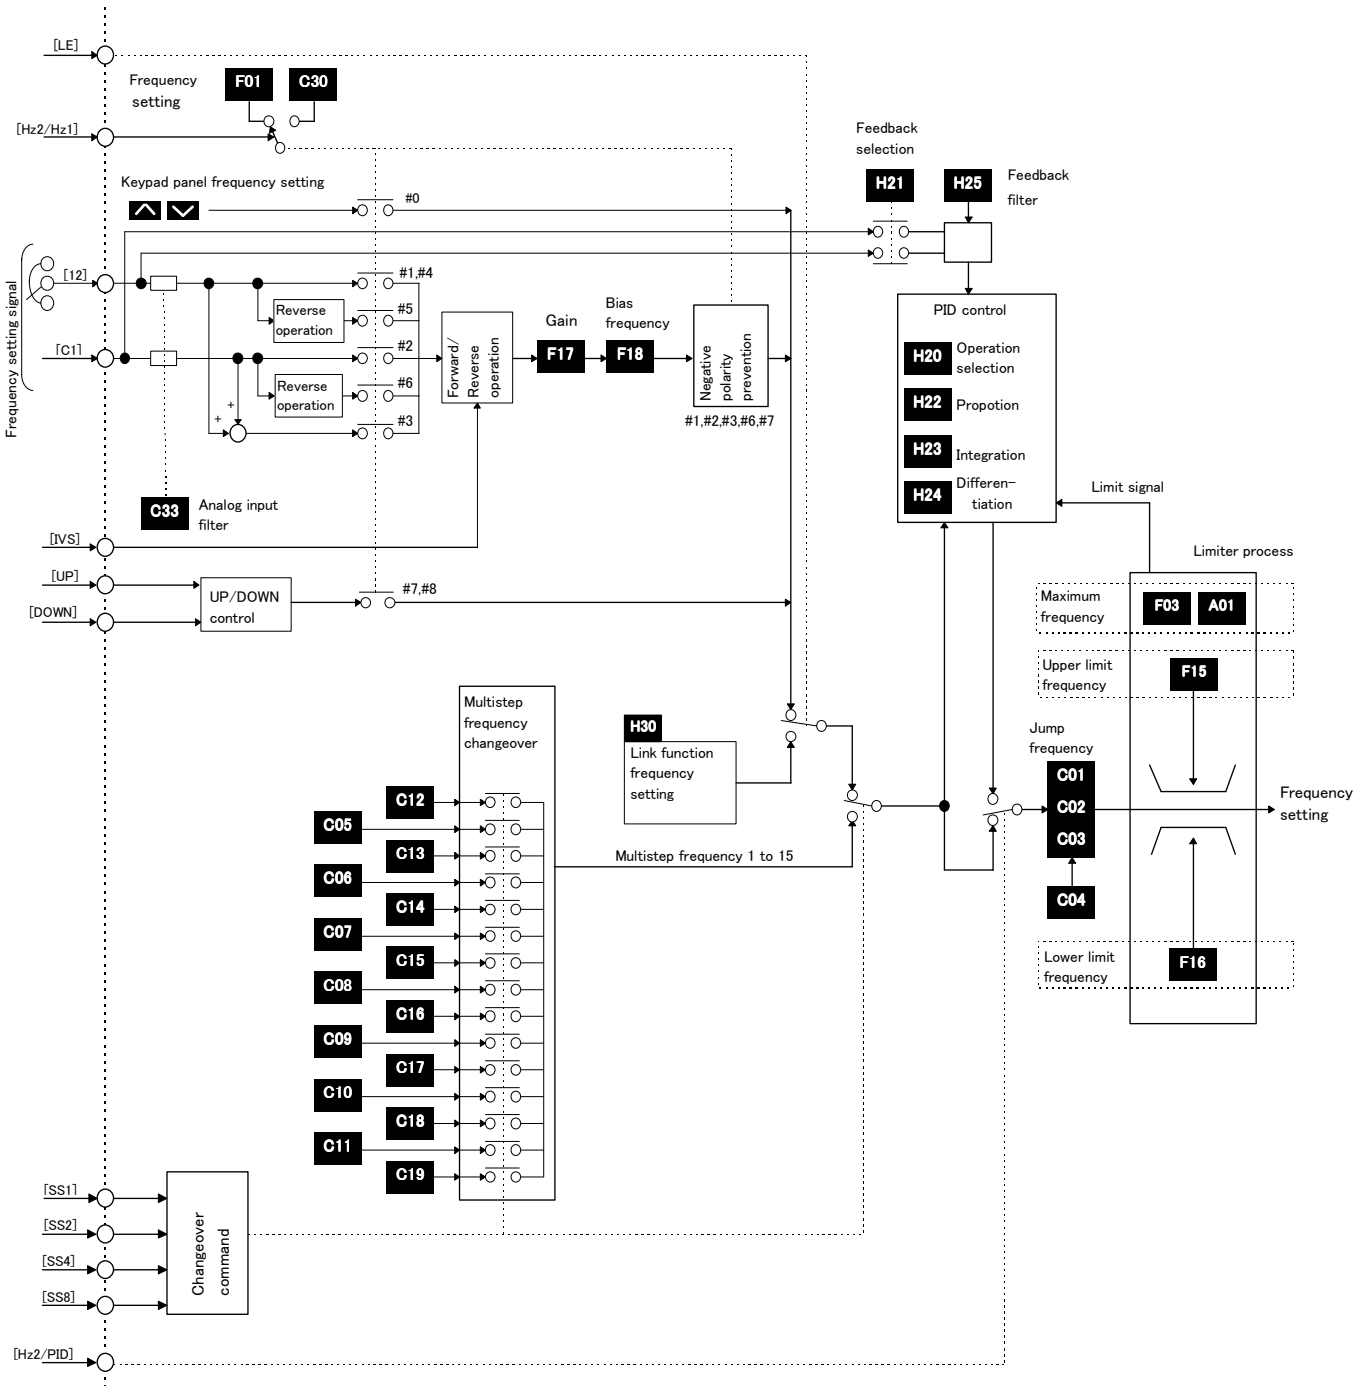 [LE]
Frequency
setting
F01
C30
[Hz2/Hz1]
Feedback
selection
H21
H25
Feedback
filter
Keypad panel frequency setting
#0
Frequency setting signal
[12]
#1,#4
Reverse
operation
#5
[C1]
#2
Reverse
operation
#6
+
+
#3
Forward/
Reverse
operation
Gain
F17
Bias
frequency
F18
Negative
polarity
prevention
#1,#2,#3,#6,#7
PID control
H20
Operation
selection
H22
Propotion
H23
Integration
H24
Differen-
tiation
C33
Analog input
filter
[IVS]
[UP]
[DOWN]
UP/DOWN
control
#7,#8
Limit signal
Limiter process
Maximum
frequency
F03
A01
Upper limit
frequency
F15
Multistep
frequency
changeover
H30
Link function
frequency
setting
Jump
frequency
C01
C02
C03
C04
Frequency
setting
Multistep frequency 1 to 15
Lower limit
frequency
F16
C12
C05
C13
C06
C14
C07
C15
C08
C16
C09
C17
C10
C18
C11
C19
[SS1]
[SS2]
[SS4]
[SS8]
Changeover
command
[Hz2/PID]